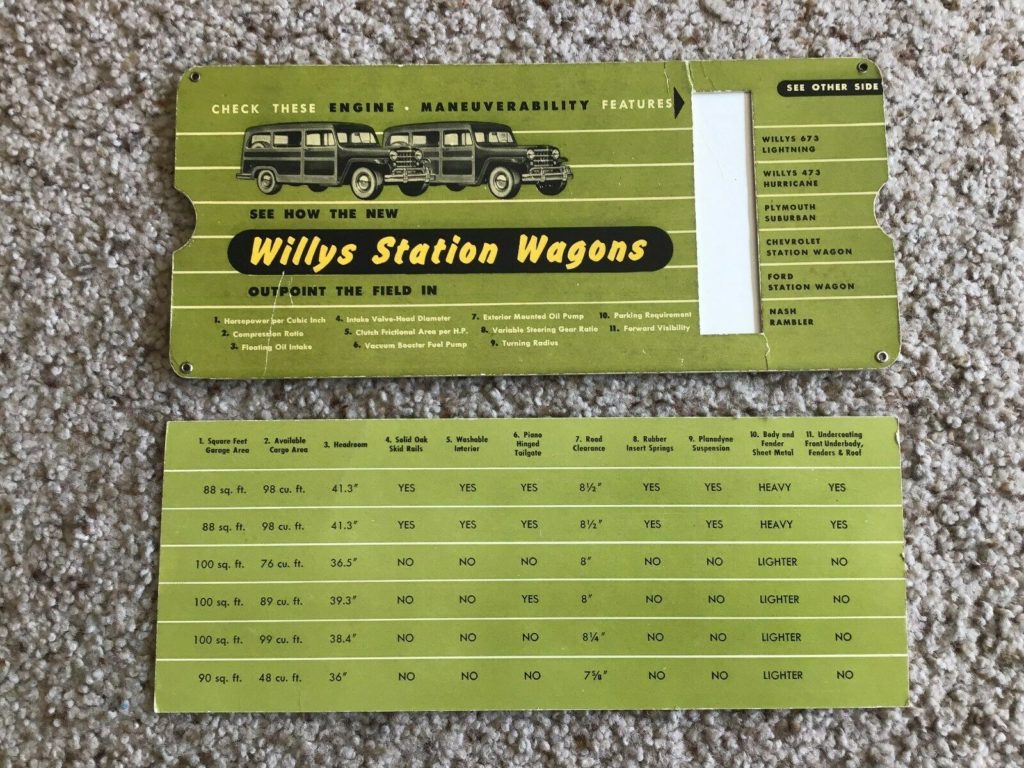 CHECK THESE ENGINE · MANEUVERABILITY FEATURES
SEE OTHER SIDE
SEE HOW THE NEW
Willys Station Wagons
OUTPOINT THE FIELD IN
1. Horsepower per Cubic Inch
2. Compression Ratio
3. Floating Oil Intake
4. Intake Valve-Head Diameter
5. Clutch Frictional Area per H.P.
6. Vacuum Booster Fuel Pump
7. Exterior Mounted Oil Pump
8. Variable Steering Gear Ratio
9. Turning Radius
10. Parking Requirement
11. Forward Visibility
WILLYS 673
LIGHTNING
WILLYS 473
HURRICANE
PLYMOUTH
SUBURBAN
CHEVROLET
STATION WAGON
FORD
STATION WAGON
NASH
RAMBLER
1. Square Feet
Garage Area
2. Available
Cargo Area
3. Headroom
4. Solid Oak
Skid Rails
5. Washable
Interior
6. Piano
Hinged
Tailgate
7. Road
Clearance
8. Rubber
Insert Springs
9. Planadyne
Suspension
10. Body and
Fender
Sheet Metal
11. Undercoating
Front Underbody,
Fenders & Roof
88 sq. ft. 98 cu. ft. 41.3" YES YES YES 8½" YES YES HEAVY YES
88 sq. ft. 98 cu. ft. 41.3" YES YES YES 8½" YES YES HEAVY YES
100 sq. ft. 76 cu. ft. 36.5" NO NO NO 8" NO NO LIGHTER NO
100 sq. ft. 89 cu. ft. 39.3" NO NO YES 8" NO NO LIGHTER NO
100 sq. ft. 99 cu. ft. 38.4" NO NO NO 8¼" NO NO LIGHTER NO
90 sq. ft. 48 cu. ft. 36" NO NO NO 7⅝" NO NO LIGHTER NO